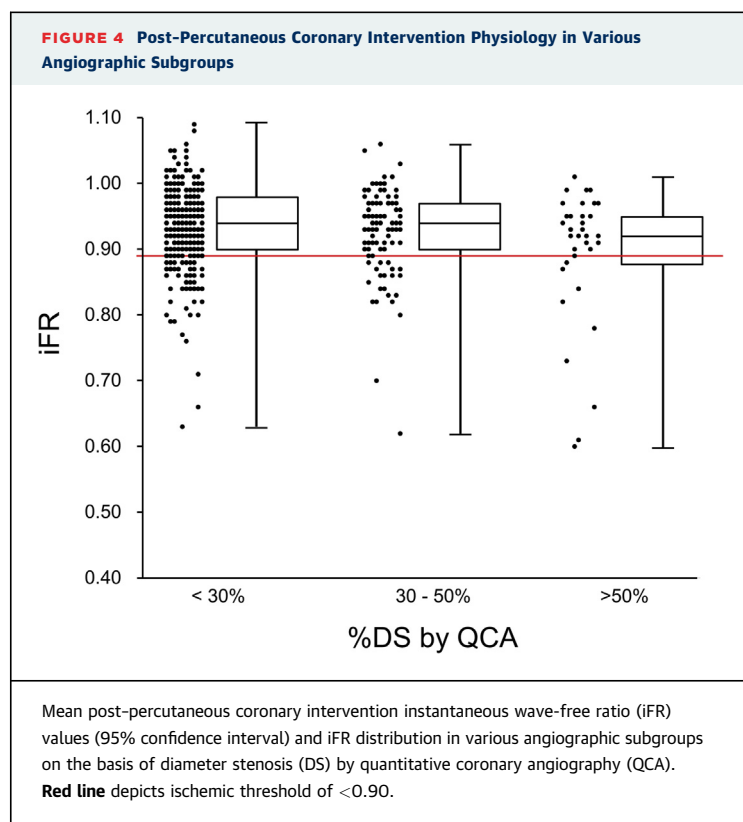 FIGURE 4 Post-Percutaneous Coronary Intervention Physiology in Various
Angiographic Subgroups
1.10
1.00
0.90
0.80
0.70
0.60
0.50
0.40
iFR
< 30%
30 - 50%
>50%
%DS by QCA
Mean post-percutaneous coronary intervention instantaneous wave-free ratio (iFR)
values (95% confidence interval) and iFR distribution in various angiographic subgroups
on the basis of diameter stenosis (DS) by quantitative coronary angiography (QCA).
Red line depicts ischemic threshold of <0.90.